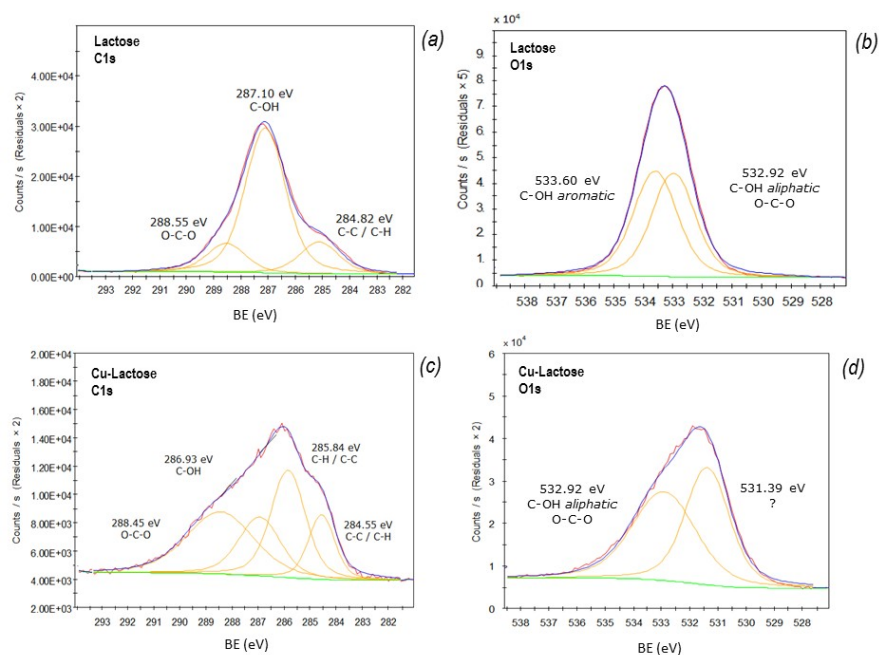 Lactose
C1s
(a)
4.00E+04
3.00E+04
2.00E+04
1.00E+04
0.00E+00
Counts / s (Residuals × 2)
287.10 eV
C-OH
288.55 eV
O-C-O
284.82 eV
C-C / C-H
293 292 291 290 289 288 287 286 285 284 283 282
BE (eV)
x 10⁴
Lactose
O1s
(b)
10
9
8
7
6
5
4
3
2
1
0
Counts / s (Residuals × 5)
533.60 eV
C-OH aromatic
532.92 eV
C-OH aliphatic
O-C-O
538 537 536 535 534 533 532 531 530 529 528
BE (eV)
Cu-Lactose
C1s
(c)
2.00E+04
1.80E+04
1.60E+04
1.40E+04
1.20E+04
1.00E+04
8.00E+03
6.00E+03
4.00E+03
2.00E+03
Counts / s (Residuals × 2)
286.93 eV
C-OH
285.84 eV
C-H / C-C
288.45 eV
O-C-O
284.55 eV
C-C / C-H
293 292 291 290 289 288 287 286 285 284 283 282
BE (eV)
x 10⁴
Cu-Lactose
O1s
(d)
6
5
4
3
2
1
0
Counts / s (Residuals × 2)
532.92 eV
C-OH aliphatic
O-C-O
531.39 eV
?
538 537 536 535 534 533 532 531 530 529 528
BE (eV)